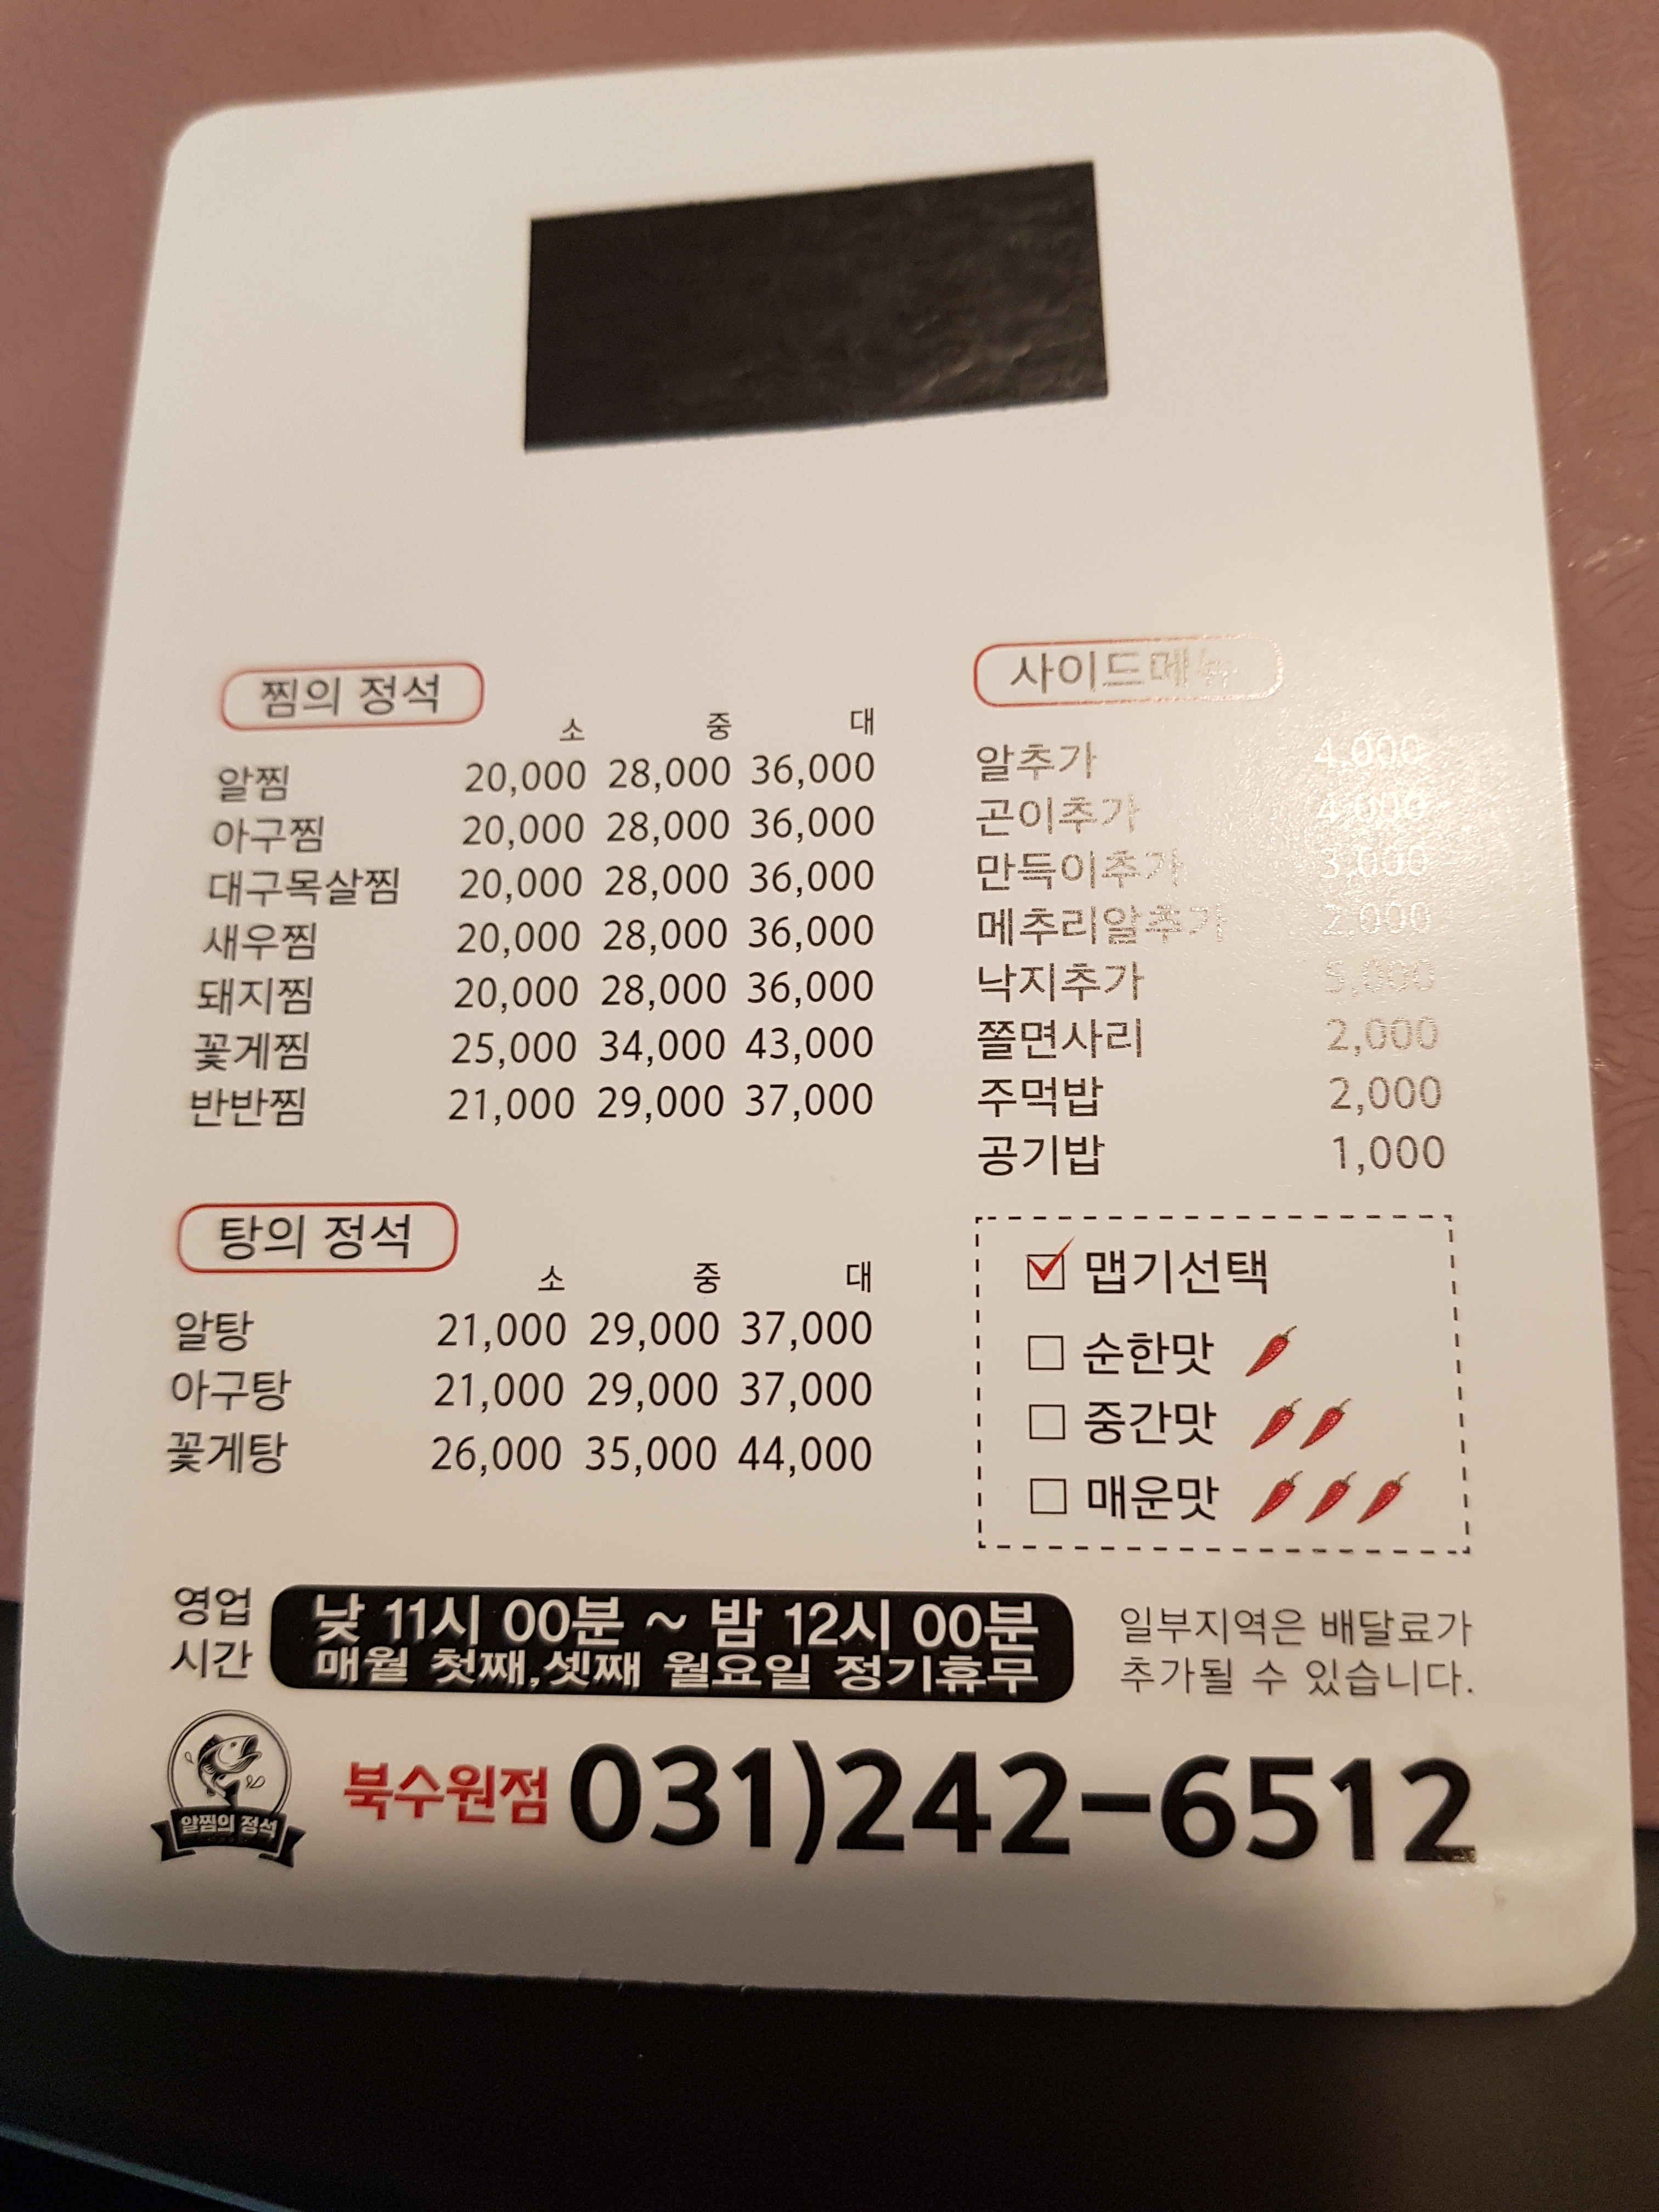 찜의 정석
소 중 대
알찜 20,000 28,000 36,000
아구찜 20,000 28,000 36,000
대구목살찜 20,000 28,000 36,000
새우찜 20,000 28,000 36,000
돼지찜 20,000 28,000 36,000
꽃게찜 25,000 34,000 43,000
반반찜 21,000 29,000 37,000
탕의 정석
소 중 대
알탕 21,000 29,000 37,000
아구탕 21,000 29,000 37,000
꽃게탕 26,000 35,000 44,000
사이드메뉴
알추가 4,000
곤이추가 4,000
만득이추가 3,000
메추리알추가 2,000
낙지추가 5,000
쫄면사리 2,000
주먹밥 2,000
공기밥 1,000
맵기선택
순한맛
중간맛
매운맛
영업
시간
낮 11시 00분 ~ 밤 12시 00분
매월 첫째,셋째 월요일 정기휴무
일부지역은 배달료가
추가될 수 있습니다.
알찜의 정석
북수원점 031)242-6512